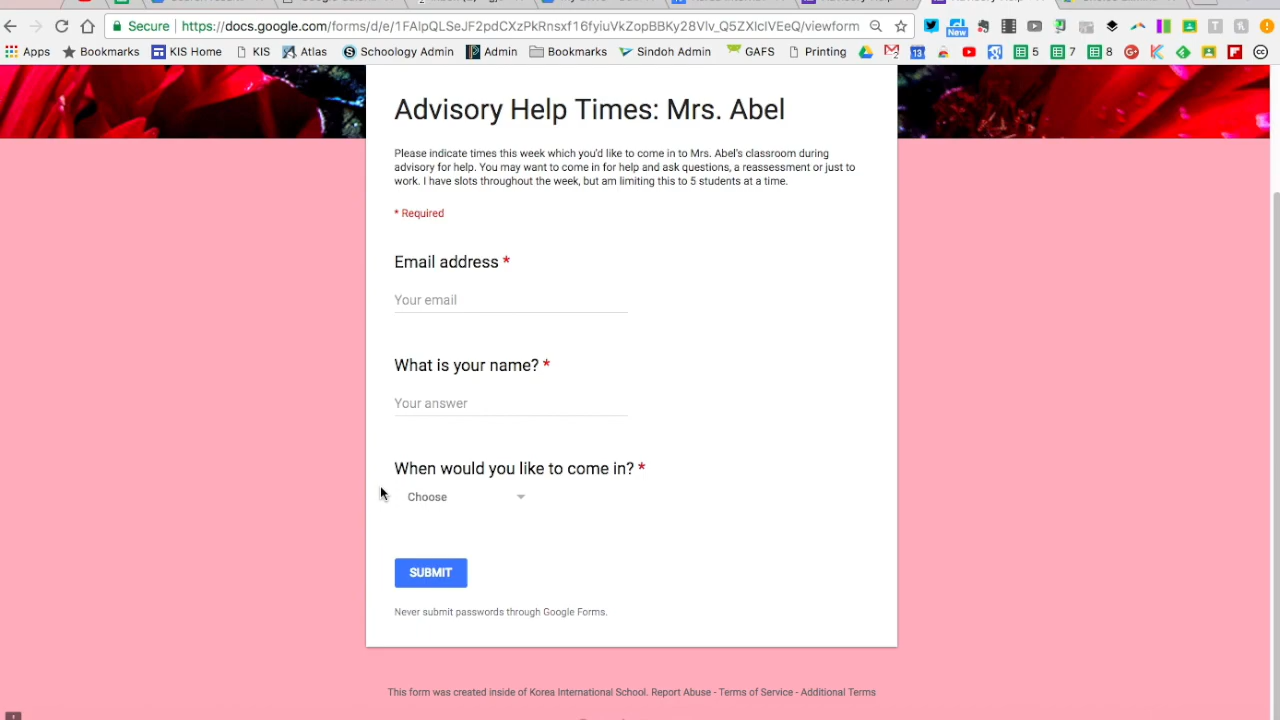 Secure https://docs.google.com/forms/d/e/1FAIpQLSeJF2pdCXzPkRnsxf16fyiuVkZopBBKy28Vlv_Q5ZXlclVEeQ/viewform
New
Apps Bookmarks KIS Home KIS Atlas Schoology Admin Admin Bookmarks Sindoh Admin GAFS Printing 13 5 7 8
Advisory Help Times: Mrs. Abel
Please indicate times this week which you'd like to come in to Mrs. Abel's classroom during
advisory for help. You may want to come in for help and ask questions, a reassessment or just to
work. I have slots throughout the week, but am limiting this to 5 students at a time.
* Required
Email address *
Your email
What is your name? *
Your answer
When would you like to come in? *
Choose
SUBMIT
Never submit passwords through Google Forms.
This form was created inside of Korea International School. Report Abuse - Terms of Service - Additional Terms